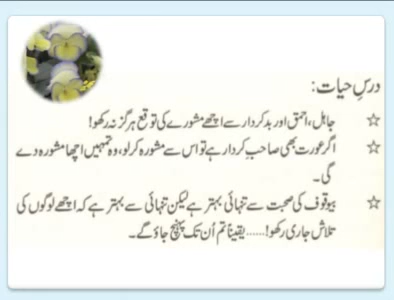 درسِ حیات:
☆ جاہل، احمق اور بدکردار سے اچھے مشورے کی توقع ہرگز نہ رکھو!
☆ اگر عورت بھی صاحبِ کردار ہے تو اس سے مشورہ کرلو، وہ تمہیں اچھا مشورہ دے
گی۔
☆ بیوقوف کی صحبت سے تنہائی بہتر ہے لیکن تنہائی سے بہتر ہے کہ اچھے لوگوں کی
تلاش جاری رکھو!......یقیناً تم اُن تک پہنچ جاؤ گے۔